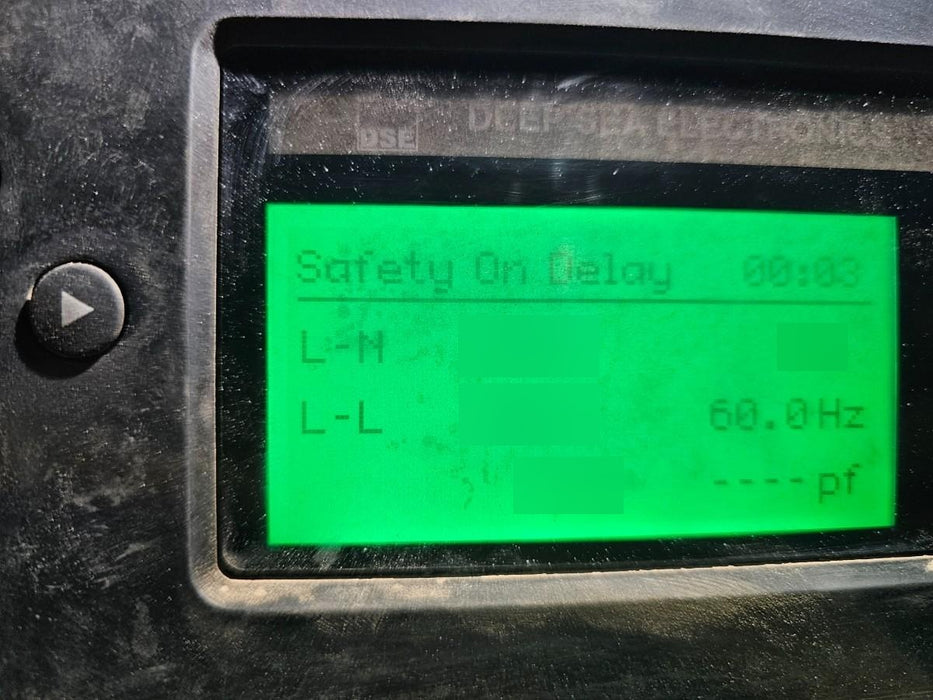 DSE DEEP SEA ELECTRONICS
Safety On Delay 00:03
L-N
L-L 60.0Hz
----pf